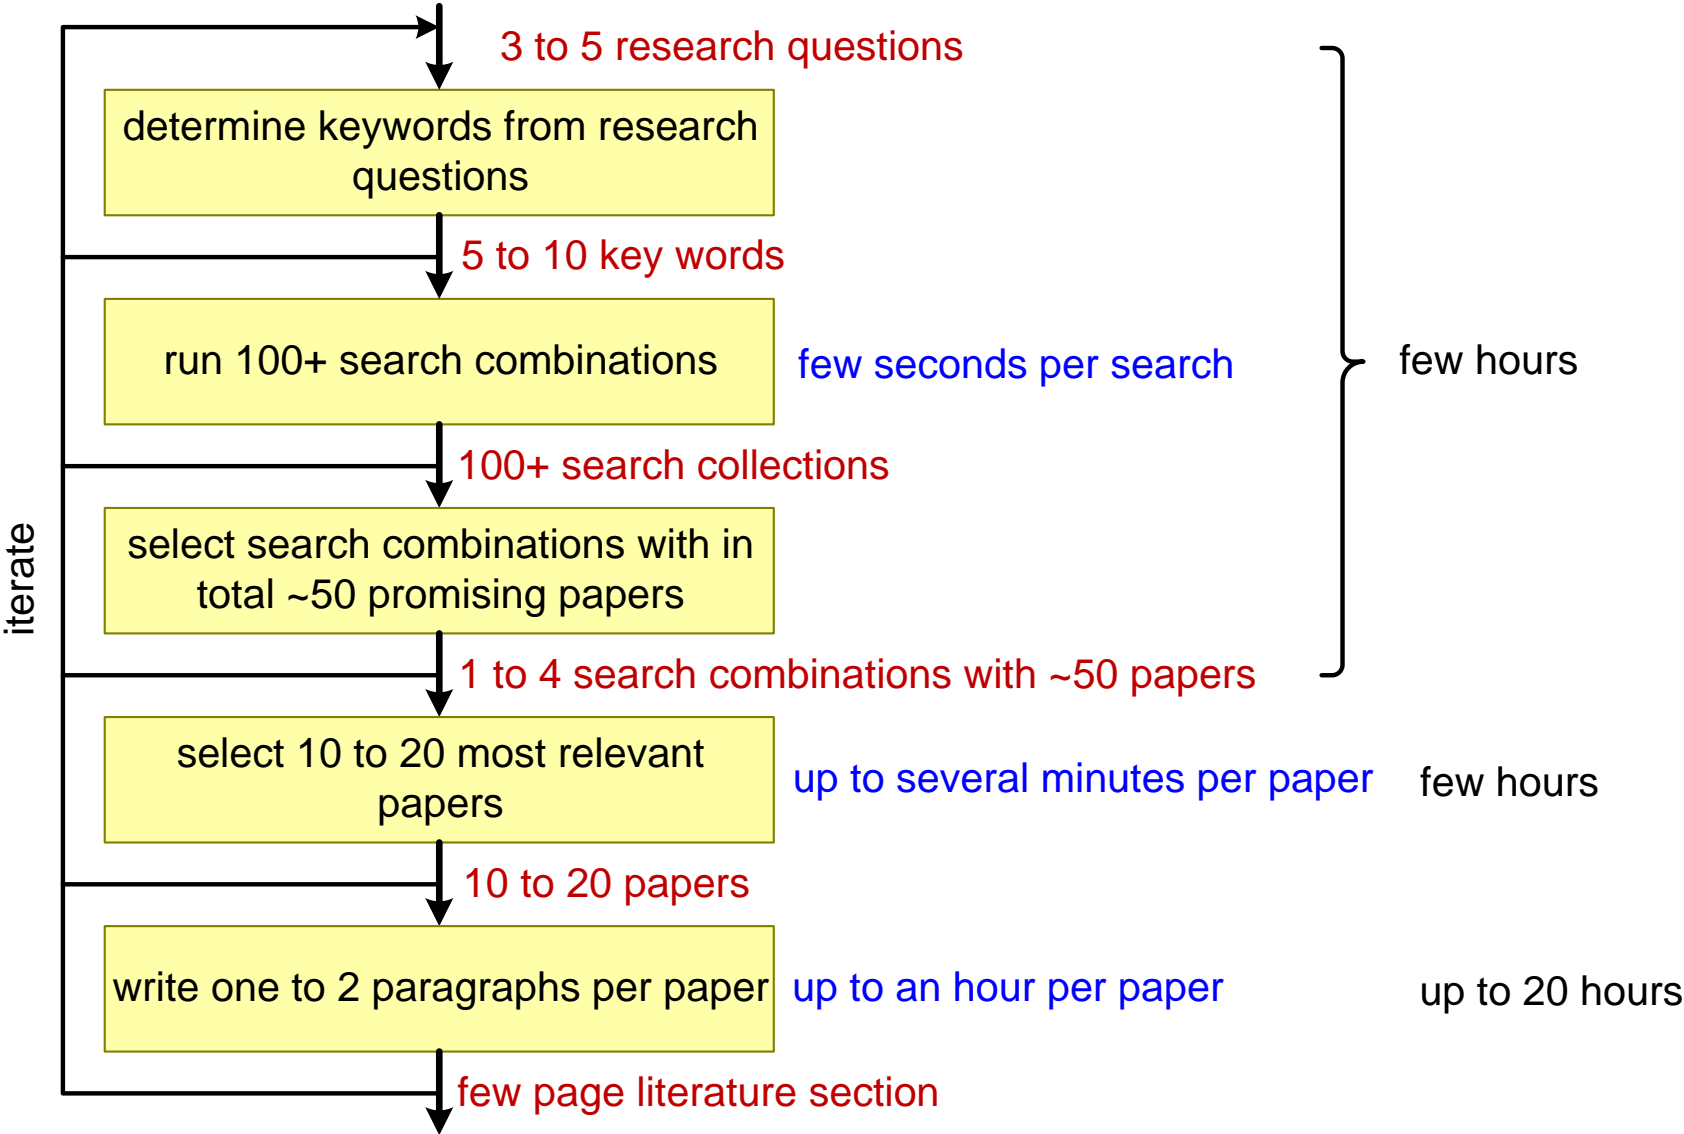 3 to 5 research questions
determine keywords from research
questions
5 to 10 key words
run 100+ search combinations
few seconds per search
few hours
100+ search collections
iterate
select search combinations with in
total ~50 promising papers
1 to 4 search combinations with ~50 papers
select 10 to 20 most relevant
papers
up to several minutes per paper
few hours
10 to 20 papers
write one to 2 paragraphs per paper
up to an hour per paper
up to 20 hours
few page literature section